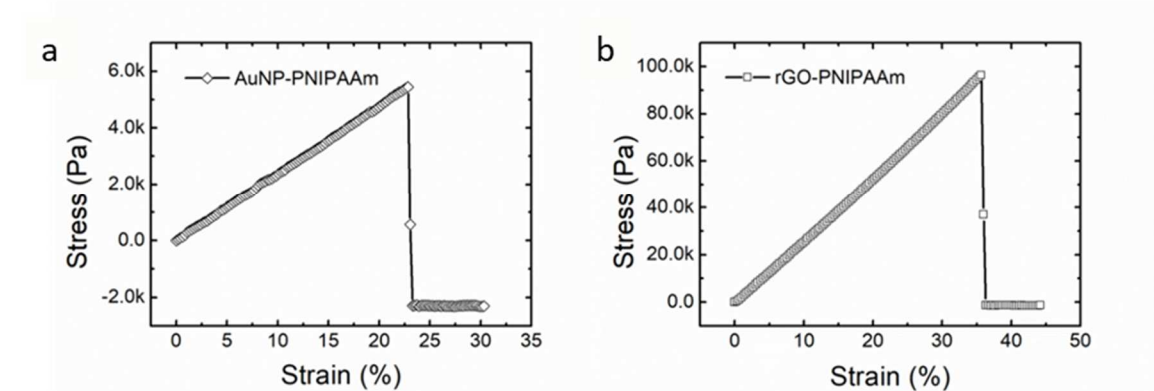 a
AuNP-PNIPAAm
6.0k
4.0k
2.0k
0.0
-2.0k
Stress (Pa)
0 5 10 15 20 25 30 35
Strain (%)
b
rGO-PNIPAAm
100.0k
80.0k
60.0k
40.0k
20.0k
0.0
Stress (Pa)
0 10 20 30 40 50
Strain (%)